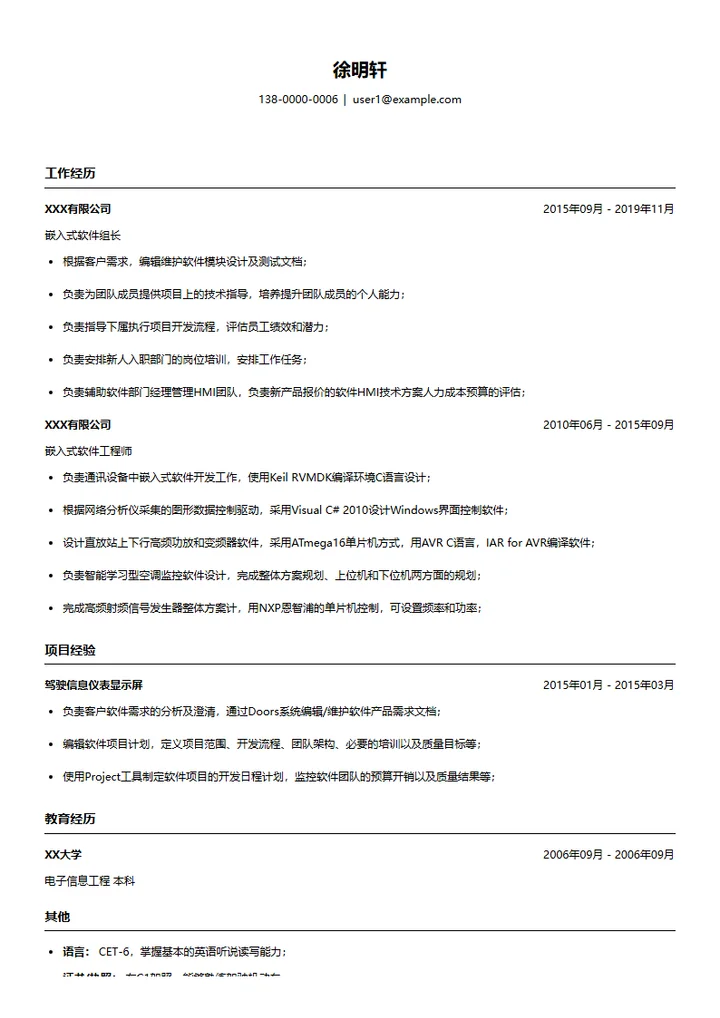 徐明轩
138-0000-0006 | user1@example.com
工作经历
XXX有限公司 2015年09月 - 2019年11月
嵌入式软件组长
• 根据客户需求，编辑维护软件模块设计及测试文档；
• 负责为团队成员提供项目上的技术指导，培养提升团队成员的个人能力；
• 负责指导下属执行项目开发流程，评估员工绩效和潜力；
• 负责安排新人入职部门的岗位培训，安排工作任务；
• 负责辅助软件部门经理管理HMI团队，负责新产品报价的软件HMI技术方案人力成本预算的评估；
XXX有限公司 2010年06月 - 2015年09月
嵌入式软件工程师
• 负责通讯设备中嵌入式软件开发工作，使用Keil RVMDK编译环境C语言设计；
• 根据网络分析仪采集的图形数据控制驱动，采用Visual C# 2010设计Windows界面控制软件；
• 设计直放站上下行高频功放和变频器软件，采用ATmega16单片机方式，用AVR C语言，IAR for AVR编译软件；
• 负责智能学习型空调监控软件设计，完成整体方案规划、上位机和下位机两方面的规划；
• 完成高频射频信号发生器整体方案计，用NXP恩智浦的单片机控制，可设置频率和功率；
项目经验
驾驶信息仪表显示屏 2015年01月 - 2015年03月
• 负责客户软件需求的分析及澄清，通过Doors系统编辑/维护软件产品需求文档；
• 编辑软件项目计划，定义项目范围、开发流程、团队架构、必要的培训以及质量目标等；
• 使用Project工具制定软件项目的开发日程计划，监控软件团队的预算开销以及质量结果等；
教育经历
XX大学 2006年09月 - 2006年09月
电子信息工程 本科
其他
• 语言： CET-6，掌握基本的英语听说读写能力；